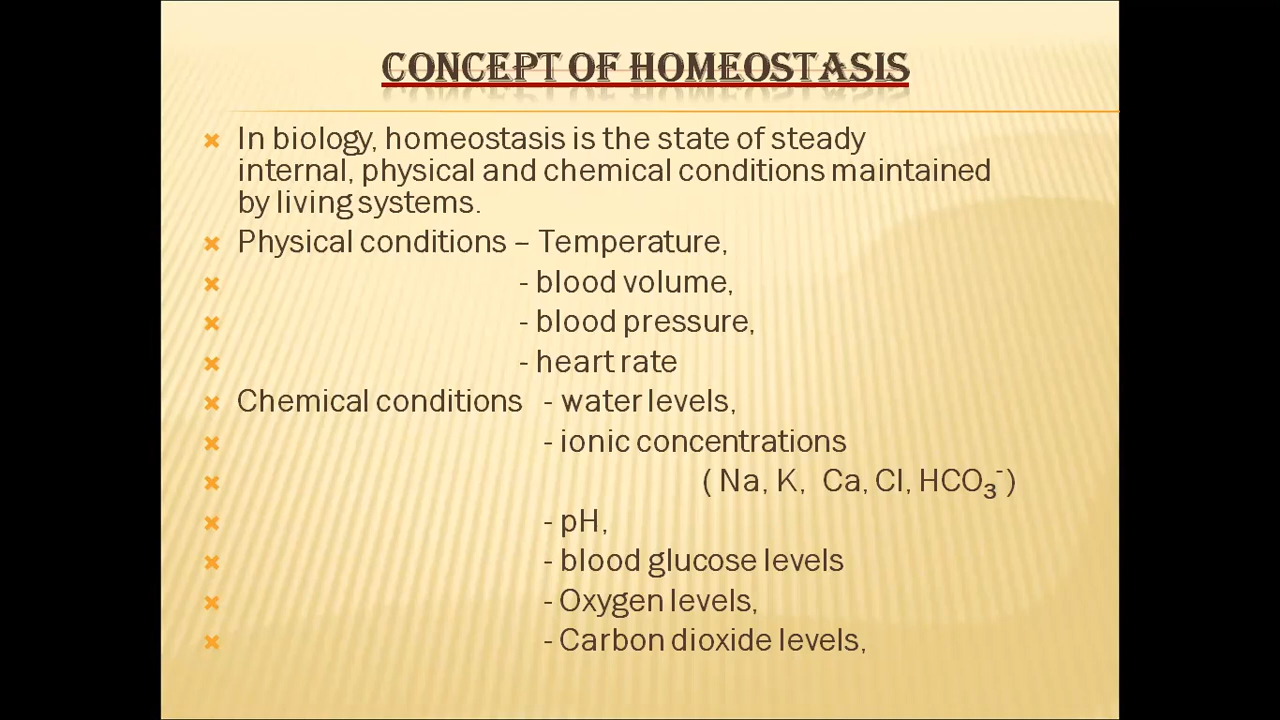 CONCEPT OF HOMEOSTASIS
In biology, homeostasis is the state of steady
internal, physical and chemical conditions maintained
by living systems.
Physical conditions – Temperature,
- blood volume,
- blood pressure,
- heart rate
Chemical conditions - water levels,
- ionic concentrations
( Na, K, Ca, Cl, HCO₃⁻)
- pH,
- blood glucose levels
- Oxygen levels,
- Carbon dioxide levels,